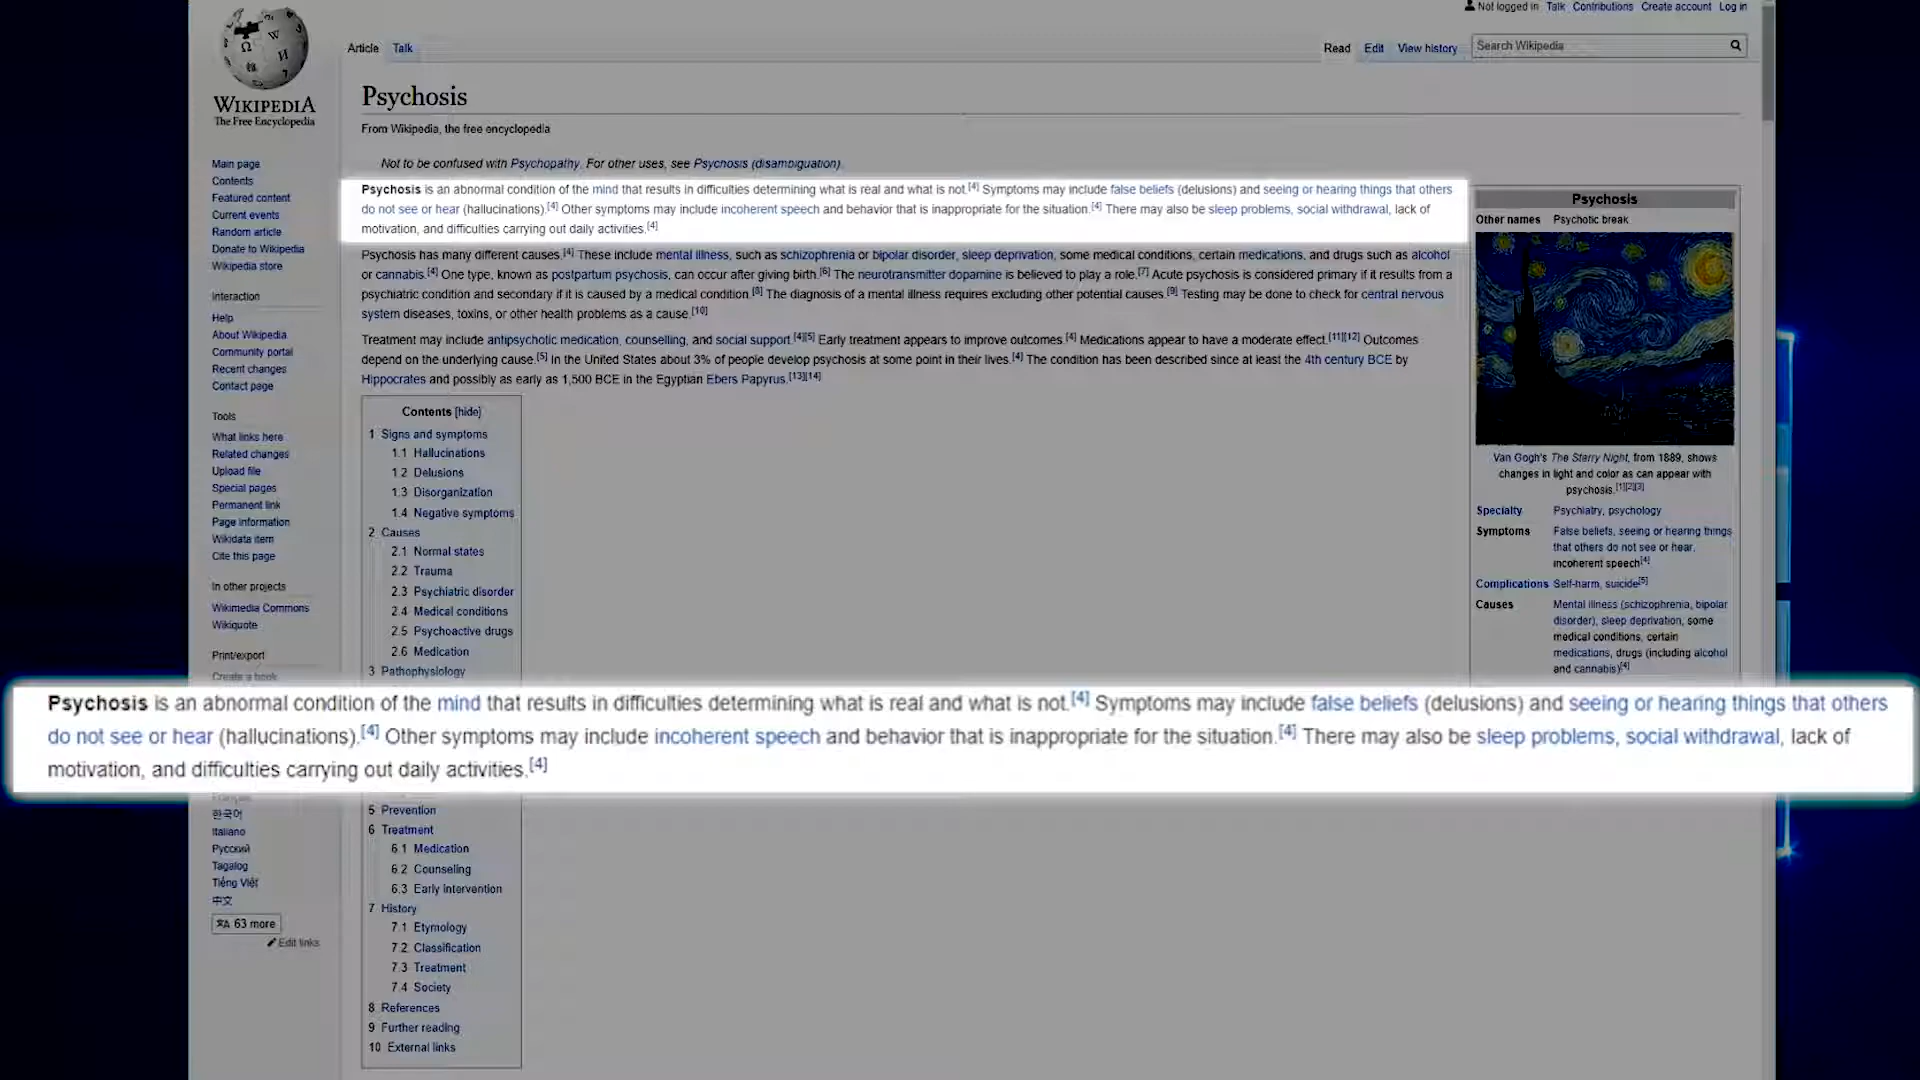 Not logged in Talk Contributions Create account Log in
Article Talk
Read Edit View history Search Wikipedia
WIKIPEDIA
The Free Encyclopedia
Main page
Contents
Featured content
Current events
Random article
Donate to Wikipedia
Wikipedia store
Interaction
Help
About Wikipedia
Community portal
Recent changes
Contact page
Tools
What links here
Related changes
Upload file
Special pages
Permanent link
Page information
Wikidata item
Cite this page
In other projects
Wikimedia Commons
Wikiquote
Print/export
Create a book
Français
한국어
Italiano
Русский
Tagalog
Tiếng Việt
中文
63 more
Edit links
Psychosis
From Wikipedia, the free encyclopedia
Not to be confused with Psychopathy. For other uses, see Psychosis (disambiguation).
Psychosis is an abnormal condition of the mind that results in difficulties determining what is real and what is not.[4] Symptoms may include false beliefs (delusions) and seeing or hearing things that others
do not see or hear (hallucinations).[4] Other symptoms may include incoherent speech and behavior that is inappropriate for the situation.[4] There may also be sleep problems, social withdrawal, lack of
motivation, and difficulties carrying out daily activities.[4]
Psychosis has many different causes.[4] These include mental illness, such as schizophrenia or bipolar disorder, sleep deprivation, some medical conditions, certain medications, and drugs such as alcohol
or cannabis.[4] One type, known as postpartum psychosis, can occur after giving birth.[6] The neurotransmitter dopamine is believed to play a role.[7] Acute psychosis is considered primary if it results from a
psychiatric condition and secondary if it is caused by a medical condition.[8] The diagnosis of a mental illness requires excluding other potential causes.[9] Testing may be done to check for central nervous
system diseases, toxins, or other health problems as a cause.[10]
Treatment may include antipsychotic medication, counselling, and social support.[4][5] Early treatment appears to improve outcomes.[4] Medications appear to have a moderate effect.[11][12] Outcomes
depend on the underlying cause.[5] In the United States about 3% of people develop psychosis at some point in their lives.[4] The condition has been described since at least the 4th century BCE by
Hippocrates and possibly as early as 1,500 BCE in the Egyptian Ebers Papyrus.[13][14]
Contents [hide]
1 Signs and symptoms
1.1 Hallucinations
1.2 Delusions
1.3 Disorganization
1.4 Negative symptoms
2 Causes
2.1 Normal states
2.2 Trauma
2.3 Psychiatric disorder
2.4 Medical conditions
2.5 Psychoactive drugs
2.6 Medication
3 Pathophysiology
5 Prevention
6 Treatment
6.1 Medication
6.2 Counseling
6.3 Early intervention
7 History
7.1 Etymology
7.2 Classification
7.3 Treatment
7.4 Society
8 References
9 Further reading
10 External links
Psychosis
Other names Psychotic break
Van Gogh's The Starry Night, from 1889, shows
changes in light and color as can appear with
psychosis.[1][2][3]
Specialty Psychiatry, psychology
Symptoms False beliefs, seeing or hearing things
that others do not see or hear,
incoherent speech[4]
Complications Self-harm, suicide[5]
Causes Mental illness (schizophrenia, bipolar
disorder), sleep deprivation, some
medical conditions, certain
medications, drugs (including alcohol
and cannabis)[4]
Psychosis is an abnormal condition of the mind that results in difficulties determining what is real and what is not.[4] Symptoms may include false beliefs (delusions) and seeing or hearing things that others
do not see or hear (hallucinations).[4] Other symptoms may include incoherent speech and behavior that is inappropriate for the situation.[4] There may also be sleep problems, social withdrawal, lack of
motivation, and difficulties carrying out daily activities.[4]